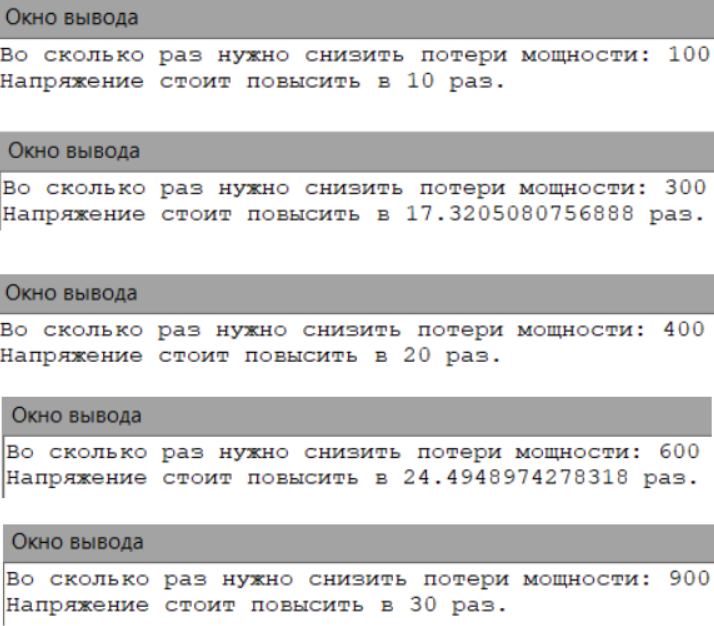 Окно вывода
Во сколько раз нужно снизить потери мощности: 100
Напряжение стоит повысить в 10 раз.
Окно вывода
Во сколько раз нужно снизить потери мощности: 300
Напряжение стоит повысить в 17.3205080756888 раз.
Окно вывода
Во сколько раз нужно снизить потери мощности: 400
Напряжение стоит повысить в 20 раз.
Окно вывода
Во сколько раз нужно снизить потери мощности: 600
Напряжение стоит повысить в 24.4948974278318 раз.
Окно вывода
Во сколько раз нужно снизить потери мощности: 900
Напряжение стоит повысить в 30 раз.